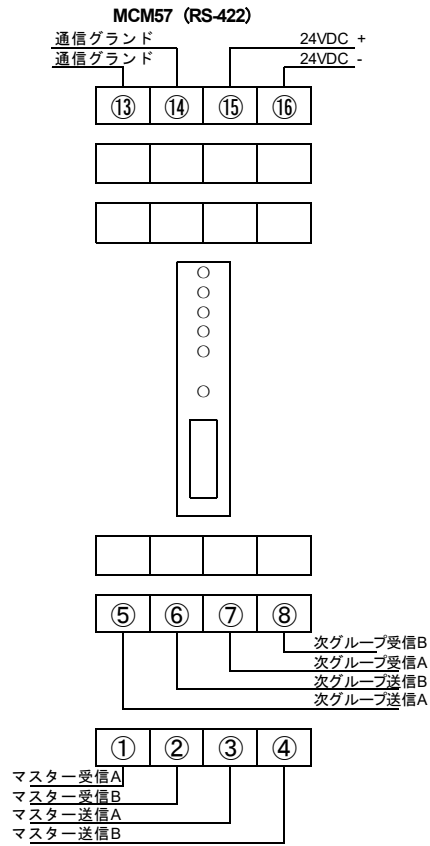 MCM57（RS-422）
通信グランド 24VDC +
通信グランド 24VDC -
⑬ ⑭ ⑮ ⑯
⑤ ⑥ ⑦ ⑧
次グループ受信B
次グループ受信A
次グループ送信B
次グループ送信A
① ② ③ ④
マスター受信A
マスター受信B
マスター送信A
マスター送信B